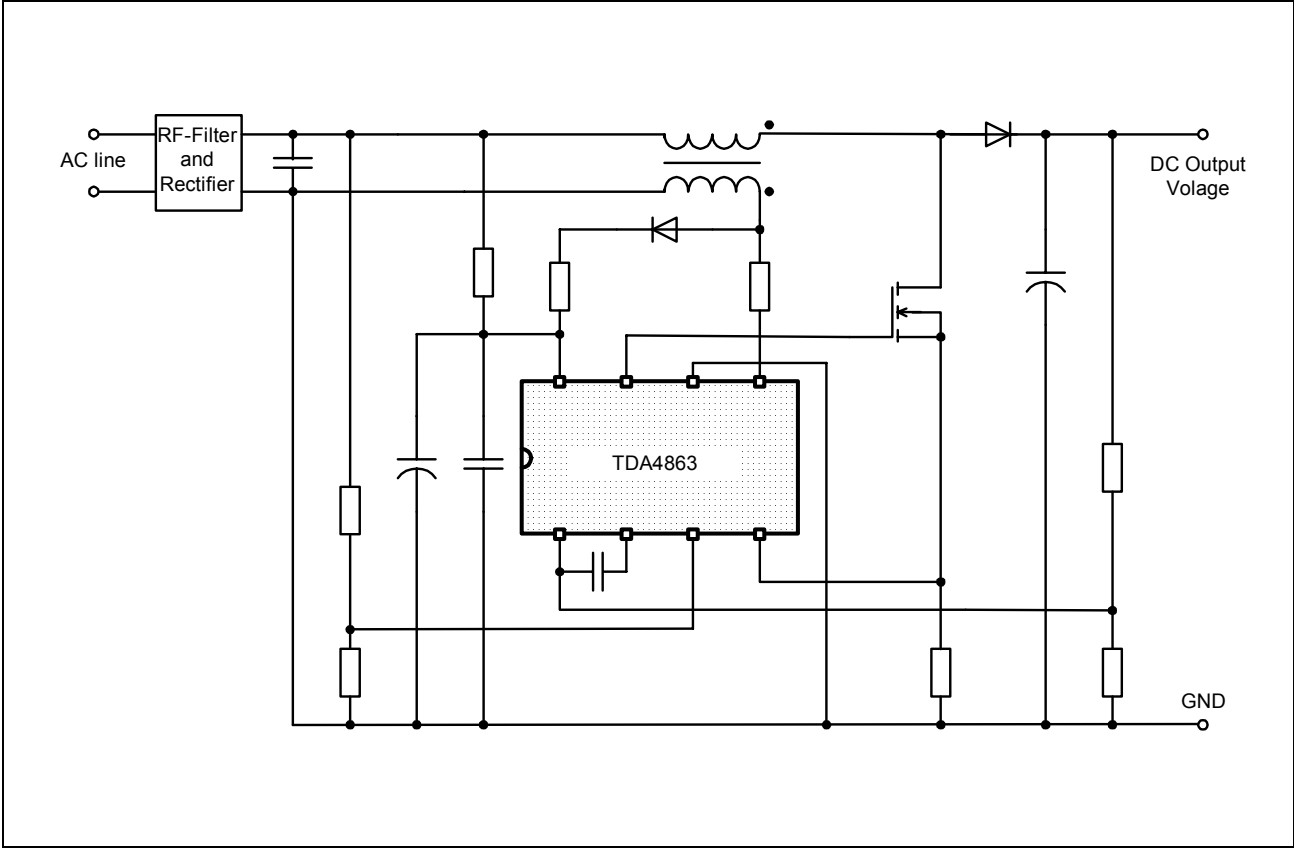 AC line
RF-Filter
and
Rectifier
DC Output
Volage
TDA4863
GND